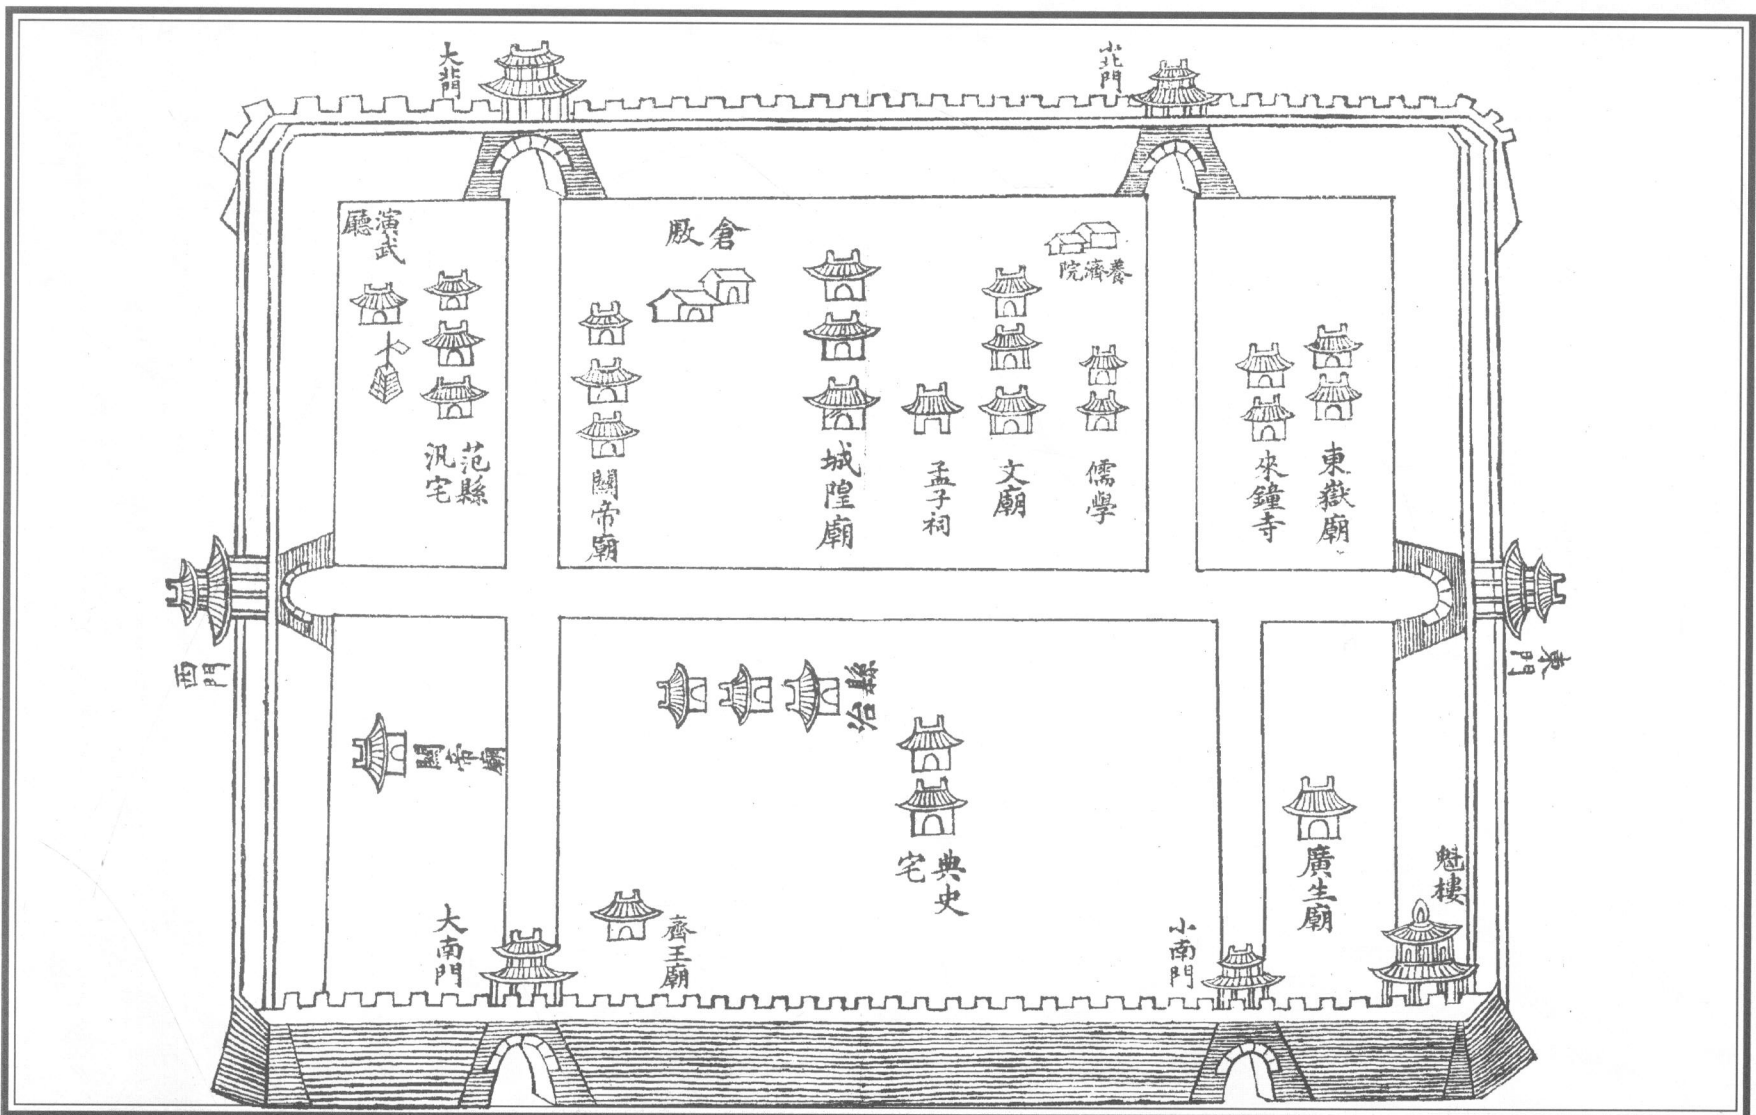 大北門
小北門
演武
廳
倉廒
養濟院
范縣
汛宅
關帝廟
城隍廟
孟子祠
文廟
儒學
來鐘寺
東嶽廟
西門
東門
縣治
關帝廟
典史
宅
廣生廟
魁樓
大南門
齊王廟
小南門